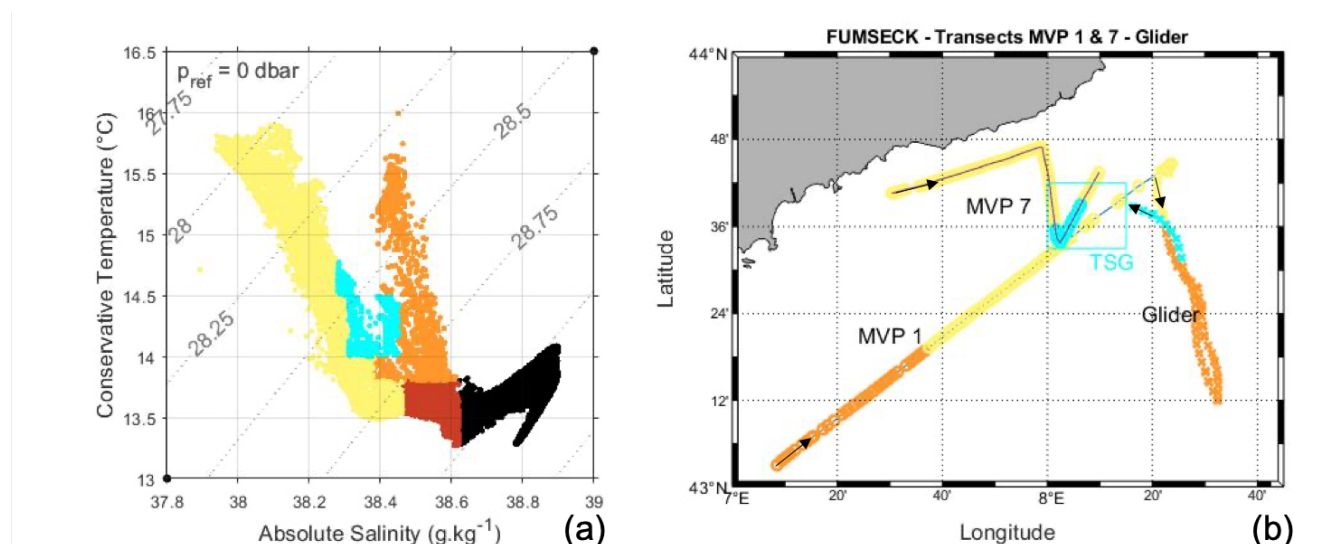 16.5
16
15.5
15
14.5
14
13.5
13
37.8
38
38.2
38.4
38.6
38.8
39
p_ref = 0 dbar
27.75
28
28.25
28.5
28.75
Conservative Temperature (°C)
Absolute Salinity (g.kg⁻¹)
(a)
FUMSECK - Transects MVP 1 & 7 - Glider
44°N
48'
36'
24'
12'
43°N
7°E
20'
40'
8°E
20'
40'
Latitude
Longitude
MVP 7
TSG
MVP 1
Glider
(b)